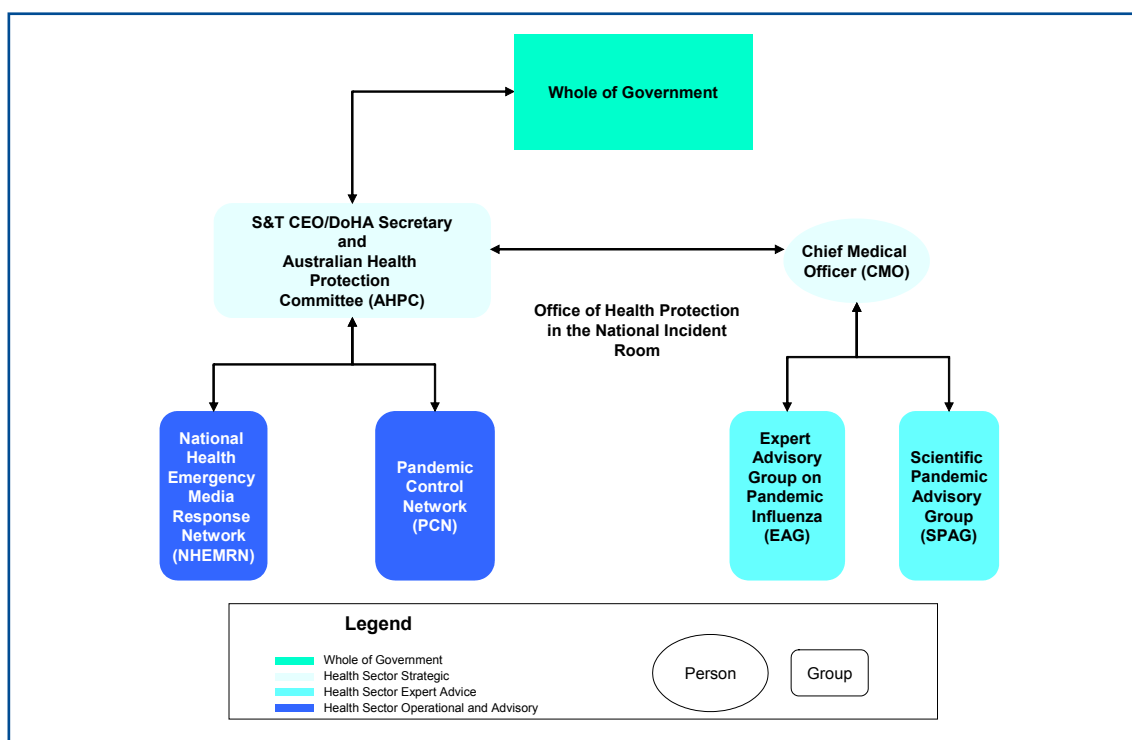 Whole of Government
S&T CEO/DoHA Secretary
and
Australian Health
Protection
Committee (AHPC)
Chief Medical
Officer (CMO)
Office of Health Protection
in the National Incident
Room
National
Health
Emergency
Media
Response
Network
(NHEMRN)
Pandemic
Control
Network
(PCN)
Expert
Advisory
Group on
Pandemic
Influenza
(EAG)
Scientific
Pandemic
Advisory
Group
(SPAG)
Legend
Whole of Government
Health Sector Strategic
Health Sector Expert Advice
Health Sector Operational and Advisory
Person
Group